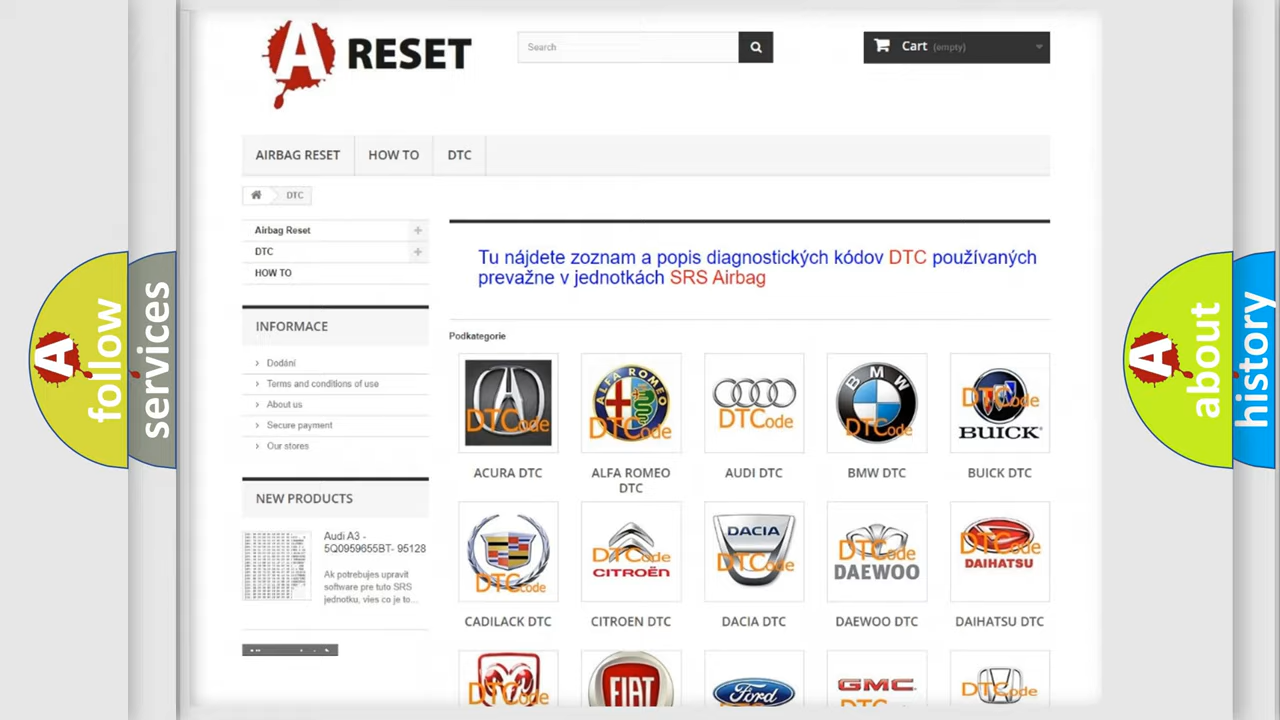 A RESET
Search
Cart (empty)
AIRBAG RESET
HOW TO
DTC
DTC
Airbag Reset
DTC
HOW TO
INFORMACE
Dodání
Terms and conditions of use
About us
Secure payment
Our stores
NEW PRODUCTS
Audi A3 -
5Q0959655BT- 95128
Ak potrebujes upravit
software pre tuto SRS
jednotku, vies co je to...
Tu nájdete zoznam a popis diagnostických kódov DTC používaných
prevažne v jednotkách SRS Airbag
Podkategorie
DTCode
ALFA ROMEO
DTCode
DTCode
BMW
DTCode
DTCode
BUICK
ACURA DTC
ALFA ROMEO
DTC
AUDI DTC
BMW DTC
BUICK DTC
DTCode
DTCode
CITROËN
DACIA
DTCode
DTCode
DAEWOO
DTCode
DAIHATSU
CADILACK DTC
CITROEN DTC
DACIA DTC
DAEWOO DTC
DAIHATSU DTC
DTCode
FIAT
Ford
DTCode
GMC
DTCode
A follow
services
A about
history